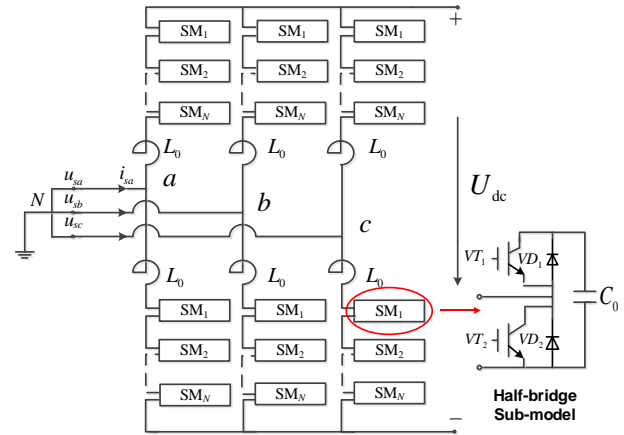 +
SM1 SM1 SM1
SM2 SM2 SM2
SMN SMN SMN
L0 L0 L0
usa isa a
N usb b
usc c
Udc
L0 L0 L0
SM1 SM1 SM1
SM2 SM2 SM2
SMN SMN SMN
−
VT1 VD1
C0
VT2 VD2
Half-bridge
Sub-model